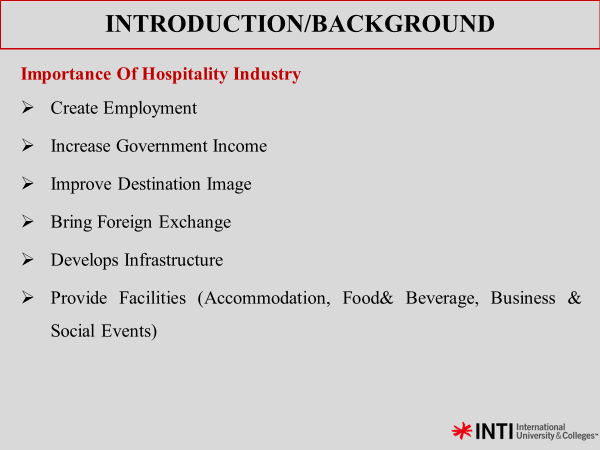 INTRODUCTION/BACKGROUND
Importance Of Hospitality Industry
➢ Create Employment
➢ Increase Government Income
➢ Improve Destination Image
➢ Bring Foreign Exchange
➢ Develops Infrastructure
➢ Provide Facilities (Accommodation, Food& Beverage, Business &
Social Events)
INTI International
University & Colleges™